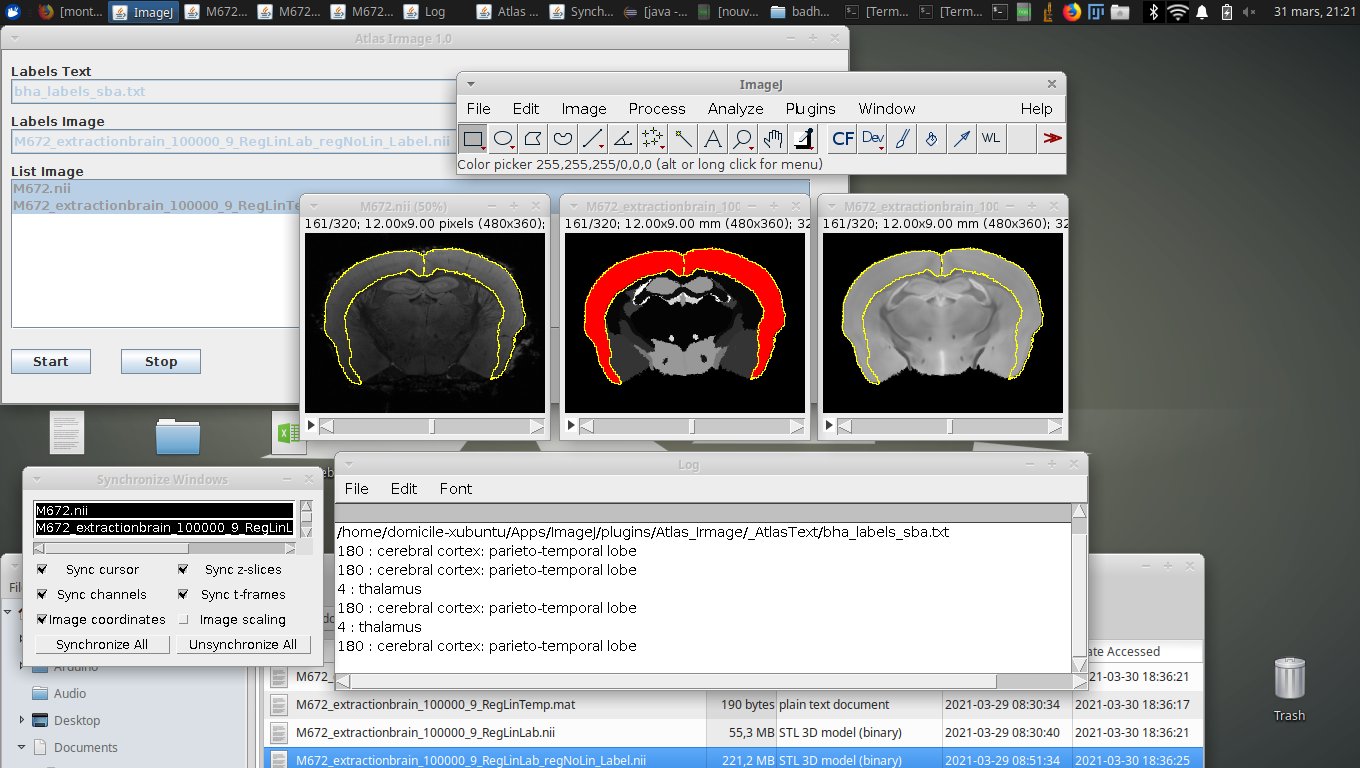 [mont...
ImageJ
M672...
M672...
M672...
Log
Atlas ...
Synch...
[java -...
[nouv...
badh...
[Term...
[Term...
31 mars, 21:21
Atlas Irmage 1.0
Labels Text
bha_labels_sba.txt
Labels Image
M672_extractionbrain_100000_9_RegLinLab_regNoLin_Label.nii
List Image
M672.nii
M672_extractionbrain_100000_9_RegLinTe
Start
Stop
ImageJ
File Edit Image Process Analyze Plugins Window Help
CF Dev WL
Color picker 255,255,255/0,0,0 (alt or long click for menu)
M672.nii (50%)
161/320; 12.00x9.00 pixels (480x360);
M672_extractionbrain_100
161/320; 12.00x9.00 mm (480x360); 32
M672_extractionbrain_100
161/320; 12.00x9.00 mm (480x360); 32
Synchronize Windows
M672.nii
M672_extractionbrain_100000_9_RegLinL
Sync cursor Sync z-slices
Sync channels Sync t-frames
Image coordinates Image scaling
Synchronize All Unsynchronize All
Log
File Edit Font
/home/domicile-xubuntu/Apps/ImageJ/plugins/Atlas_Irmage/_AtlasText/bha_labels_sba.txt
180 : cerebral cortex: parieto-temporal lobe
180 : cerebral cortex: parieto-temporal lobe
4 : thalamus
180 : cerebral cortex: parieto-temporal lobe
4 : thalamus
180 : cerebral cortex: parieto-temporal lobe
Arduino
Audio
Desktop
Documents
ate Accessed
M672_ 21-03-30 18:36:21
M672_extractionbrain_100000_9_RegLinTemp.mat 190 bytes plain text document 2021-03-29 08:30:34 2021-03-30 18:36:17
M672_extractionbrain_100000_9_RegLinLab.nii 55,3 MB STL 3D model (binary) 2021-03-29 08:30:40 2021-03-30 18:36:21
M672_extractionbrain_100000_9_RegLinLab_regNoLin_Label.nii 221,2 MB STL 3D model (binary) 2021-03-29 08:51:34 2021-03-30 18:36:25
Trash